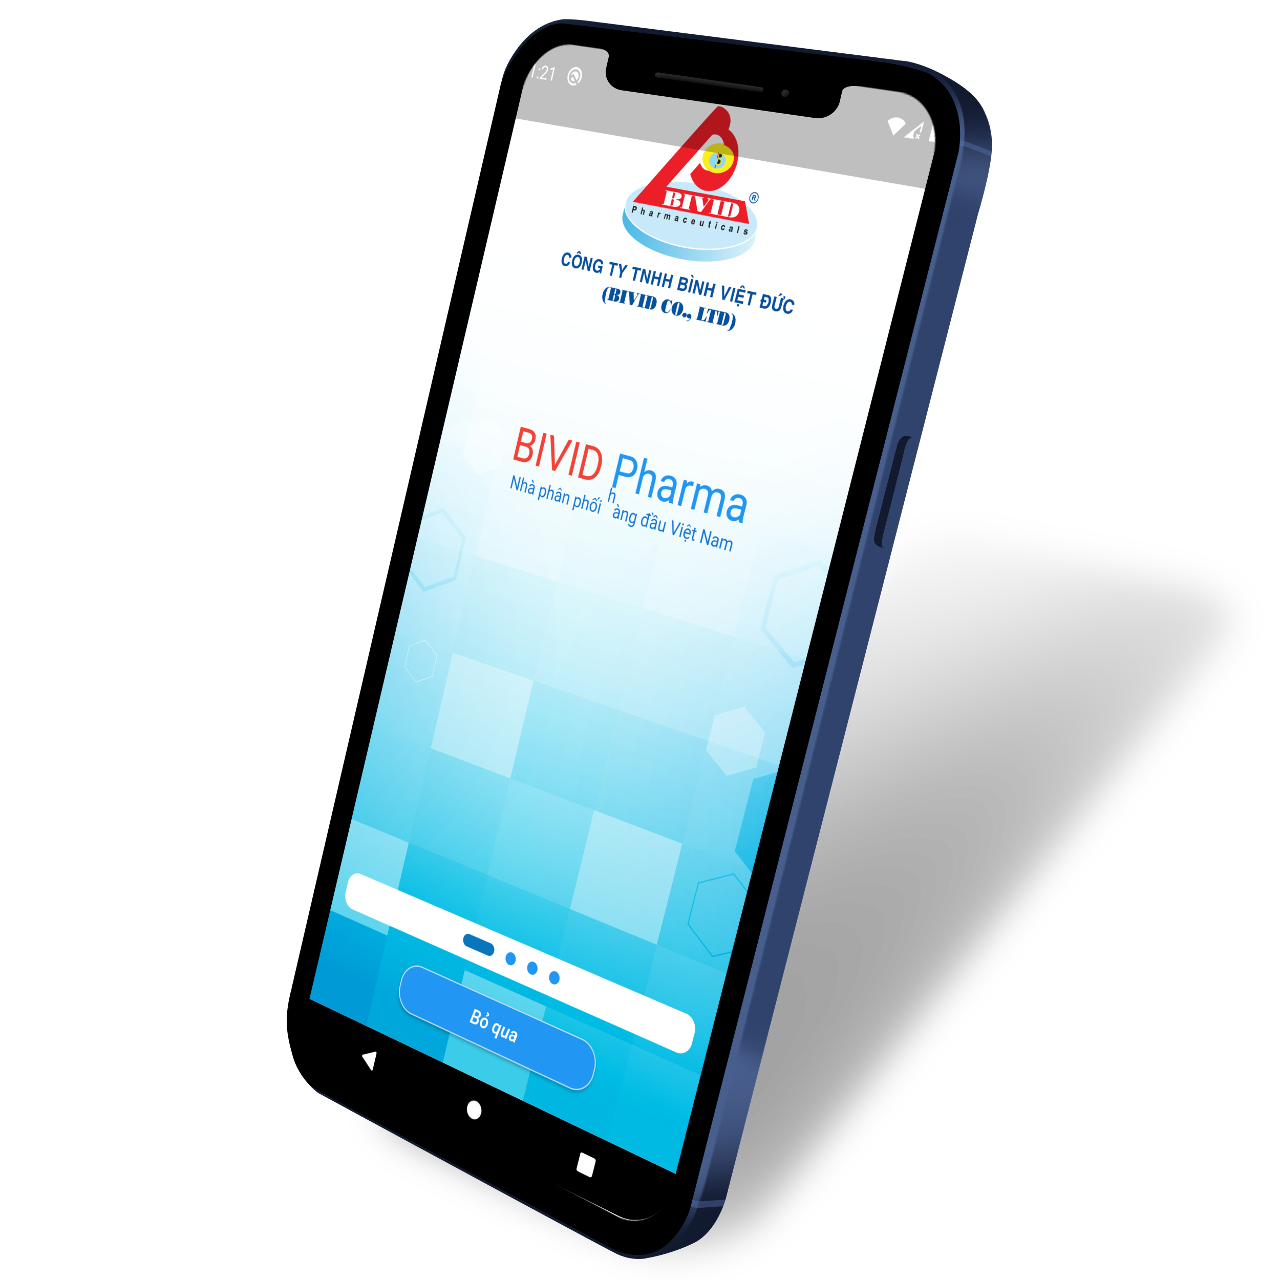 :21
BIVID
®
Pharmaceuticals
CÔNG TY TNHH BÌNH VIỆT ĐỨC
(BIVID CO., LTD)
BIVID Pharma
Nhà phân phối hàng đầu Việt Nam
Bỏ qua